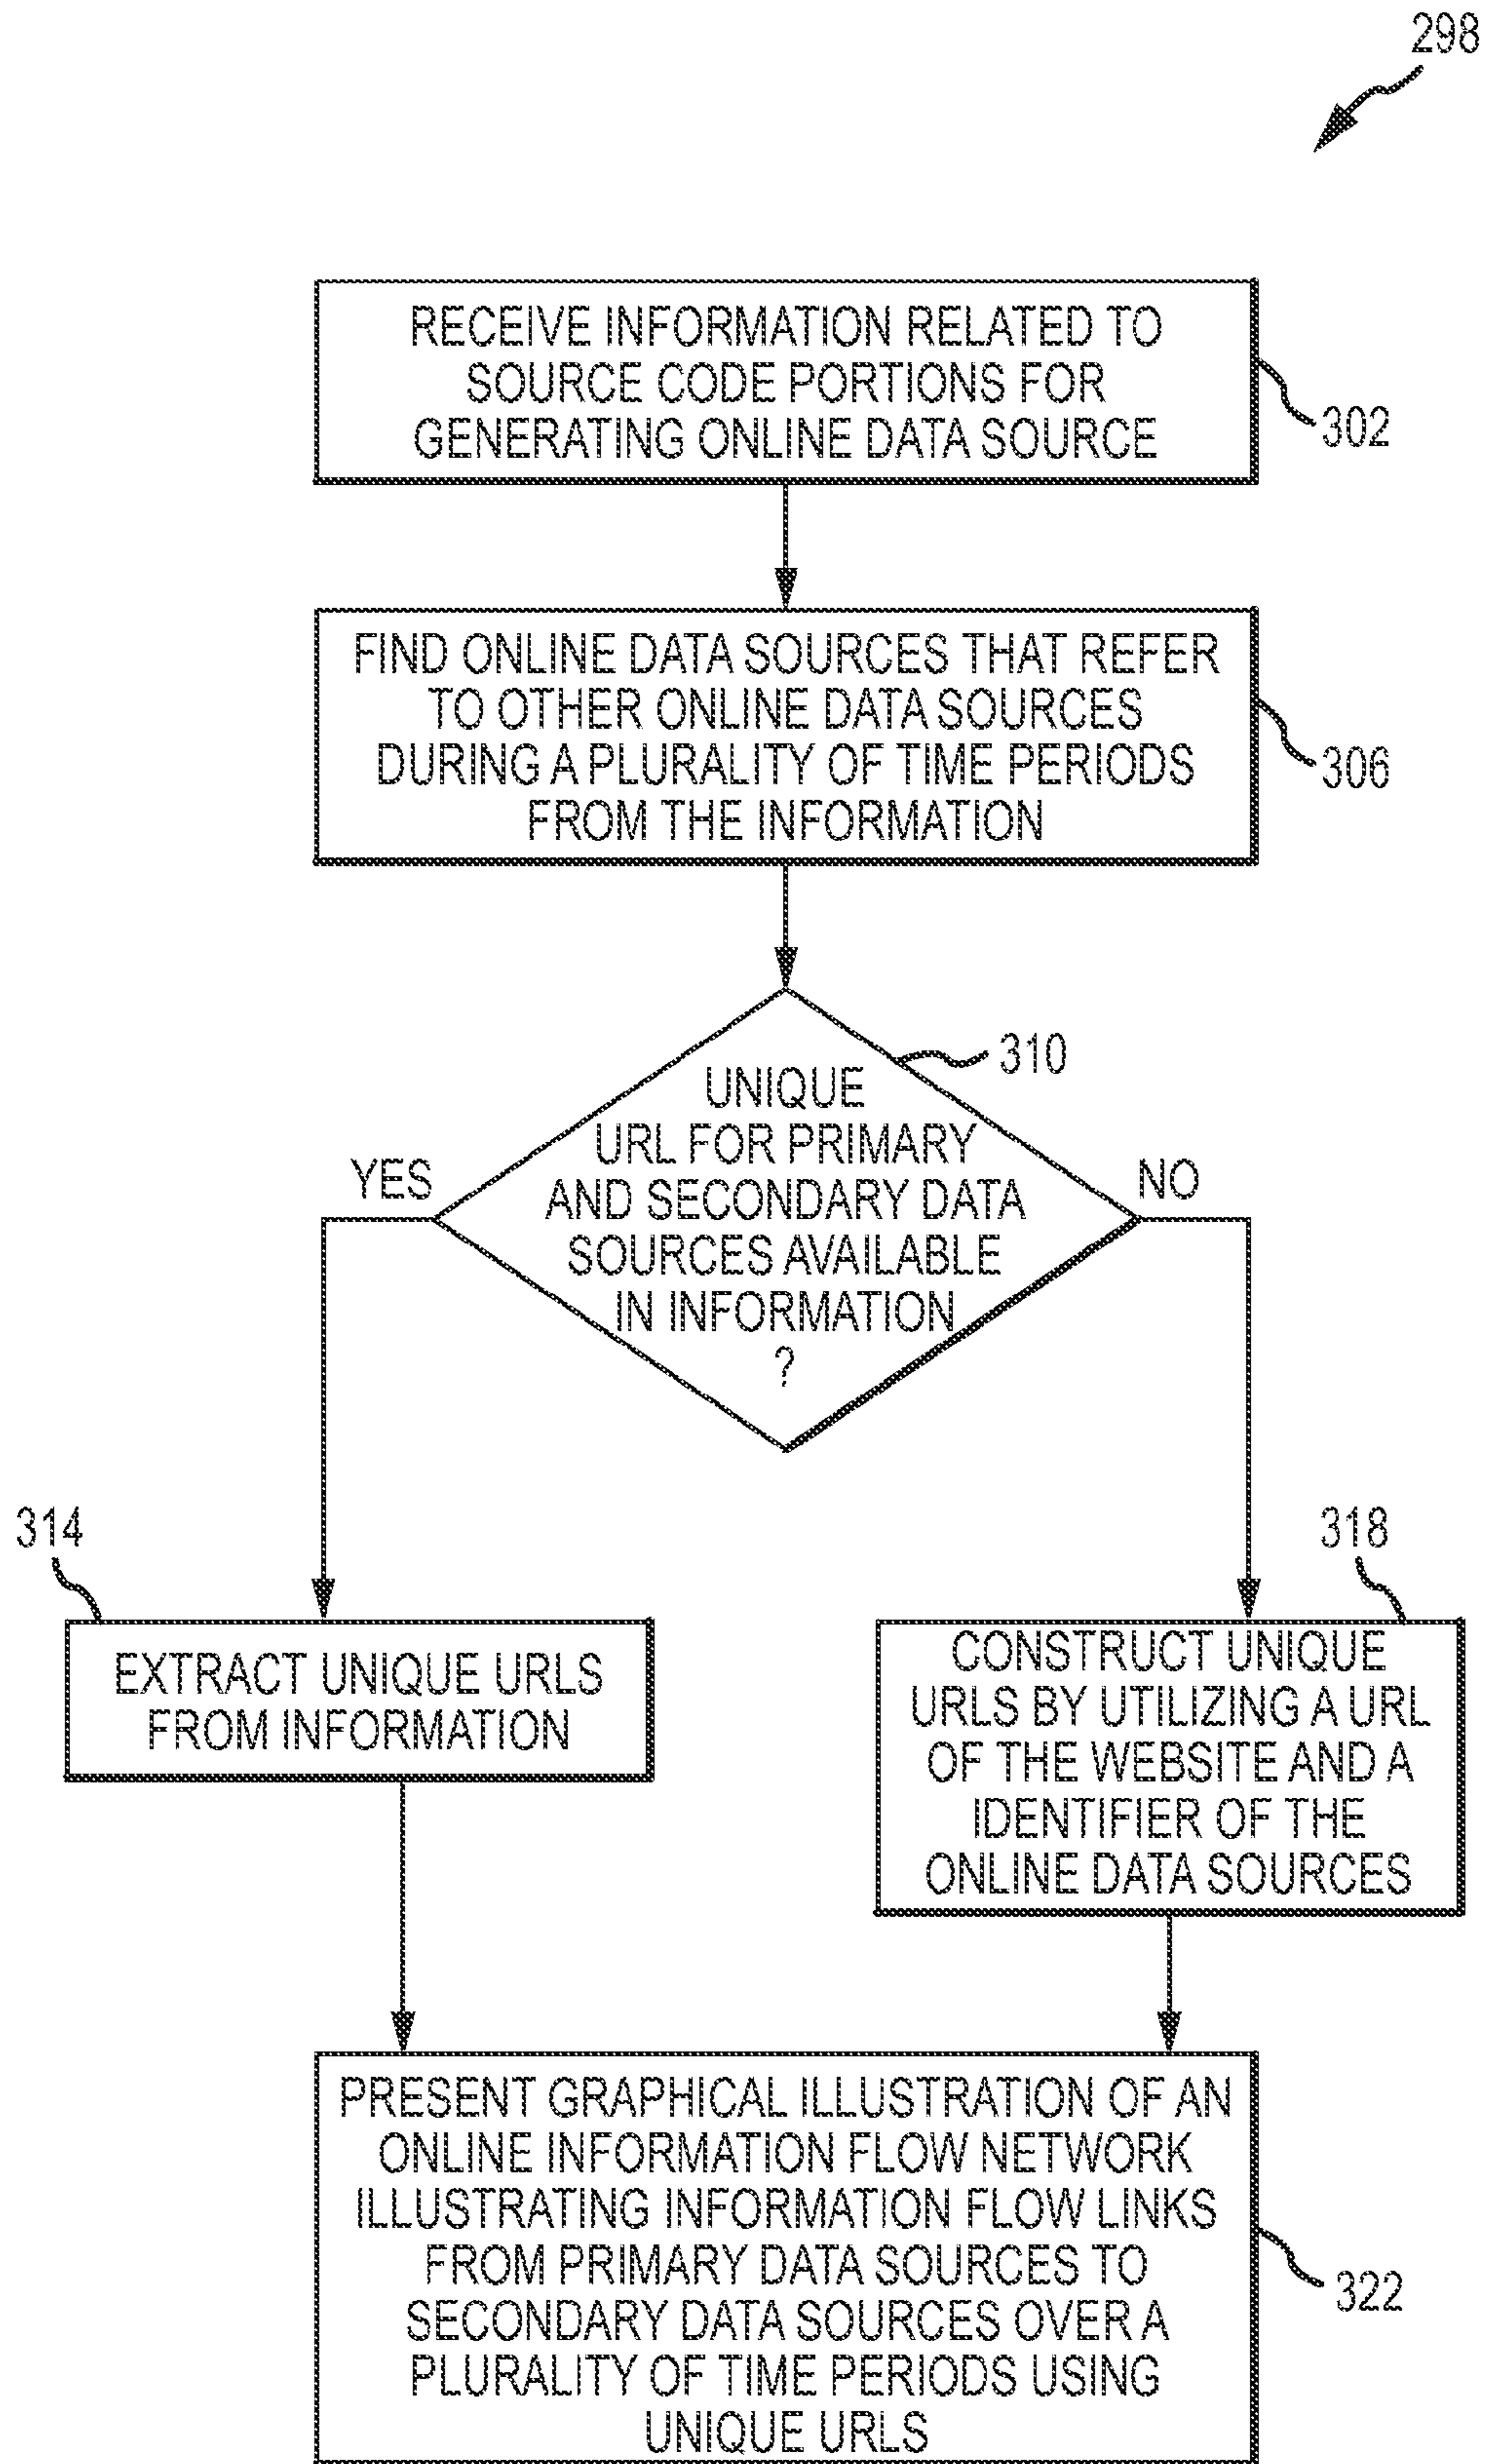 298
RECEIVE INFORMATION RELATED TO
SOURCE CODE PORTIONS FOR
GENERATING ONLINE DATA SOURCE
302
FIND ONLINE DATA SOURCES THAT REFER
TO OTHER ONLINE DATA SOURCES
DURING A PLURALITY OF TIME PERIODS
FROM THE INFORMATION
306
310
UNIQUE
URL FOR PRIMARY
AND SECONDARY DATA
SOURCES AVAILABLE
IN INFORMATION
?
YES
NO
314
EXTRACT UNIQUE URLS
FROM INFORMATION
318
CONSTRUCT UNIQUE
URLS BY UTILIZING A URL
OF THE WEBSITE AND A
IDENTIFIER OF THE
ONLINE DATA SOURCES
PRESENT GRAPHICAL ILLUSTRATION OF AN
ONLINE INFORMATION FLOW NETWORK
ILLUSTRATING INFORMATION FLOW LINKS
FROM PRIMARY DATA SOURCES TO
SECONDARY DATA SOURCES OVER A
PLURALITY OF TIME PERIODS USING
UNIQUE URLS
322